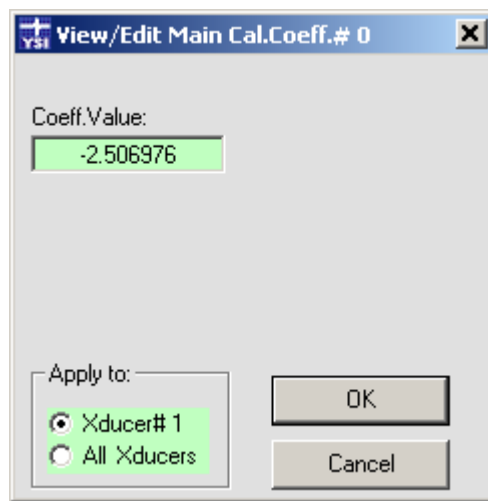 YSI View/Edit Main Cal.Coeff.# 0
Coeff.Value:
-2.506976
Apply to:
Xducer# 1
All Xducers
OK
Cancel